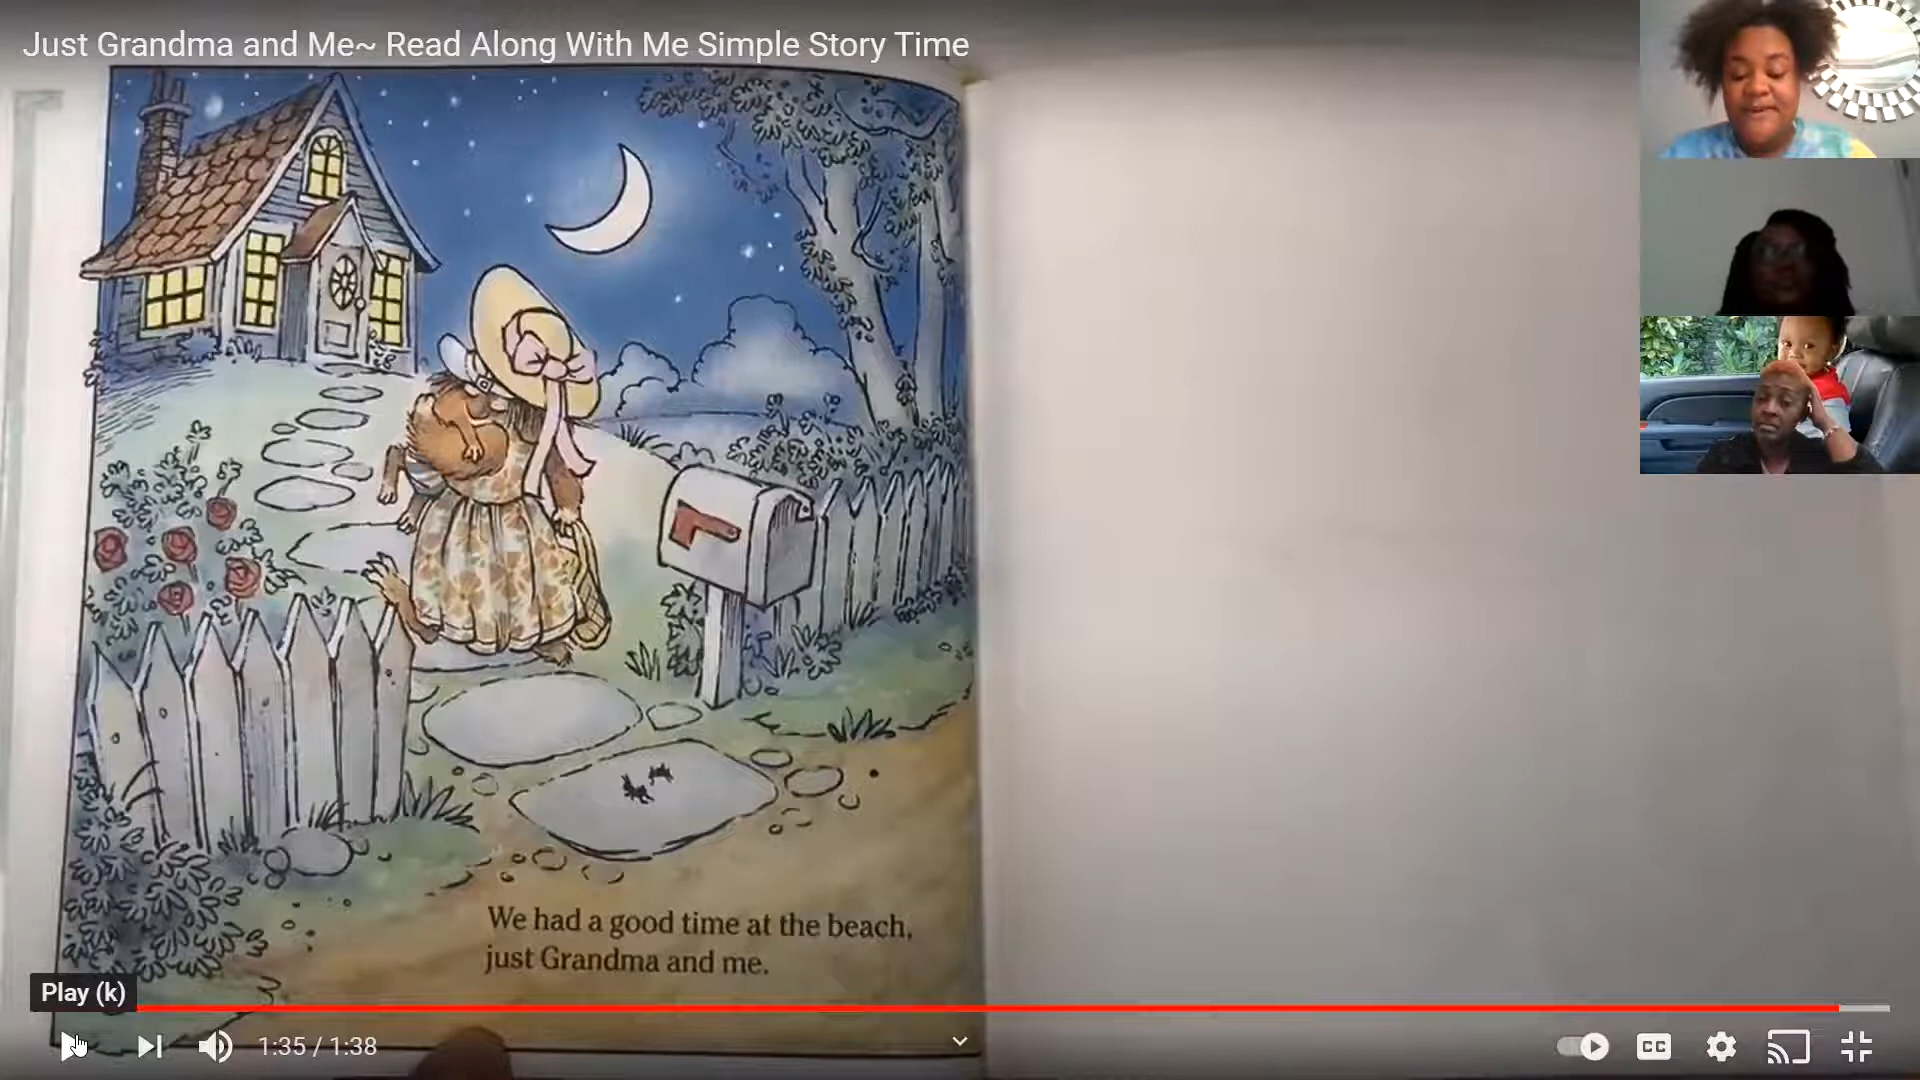 Just Grandma and Me~ Read Along With Me Simple Story Time
We had a good time at the beach,
just Grandma and me.
Play (k)
1:35 / 1:38
CC